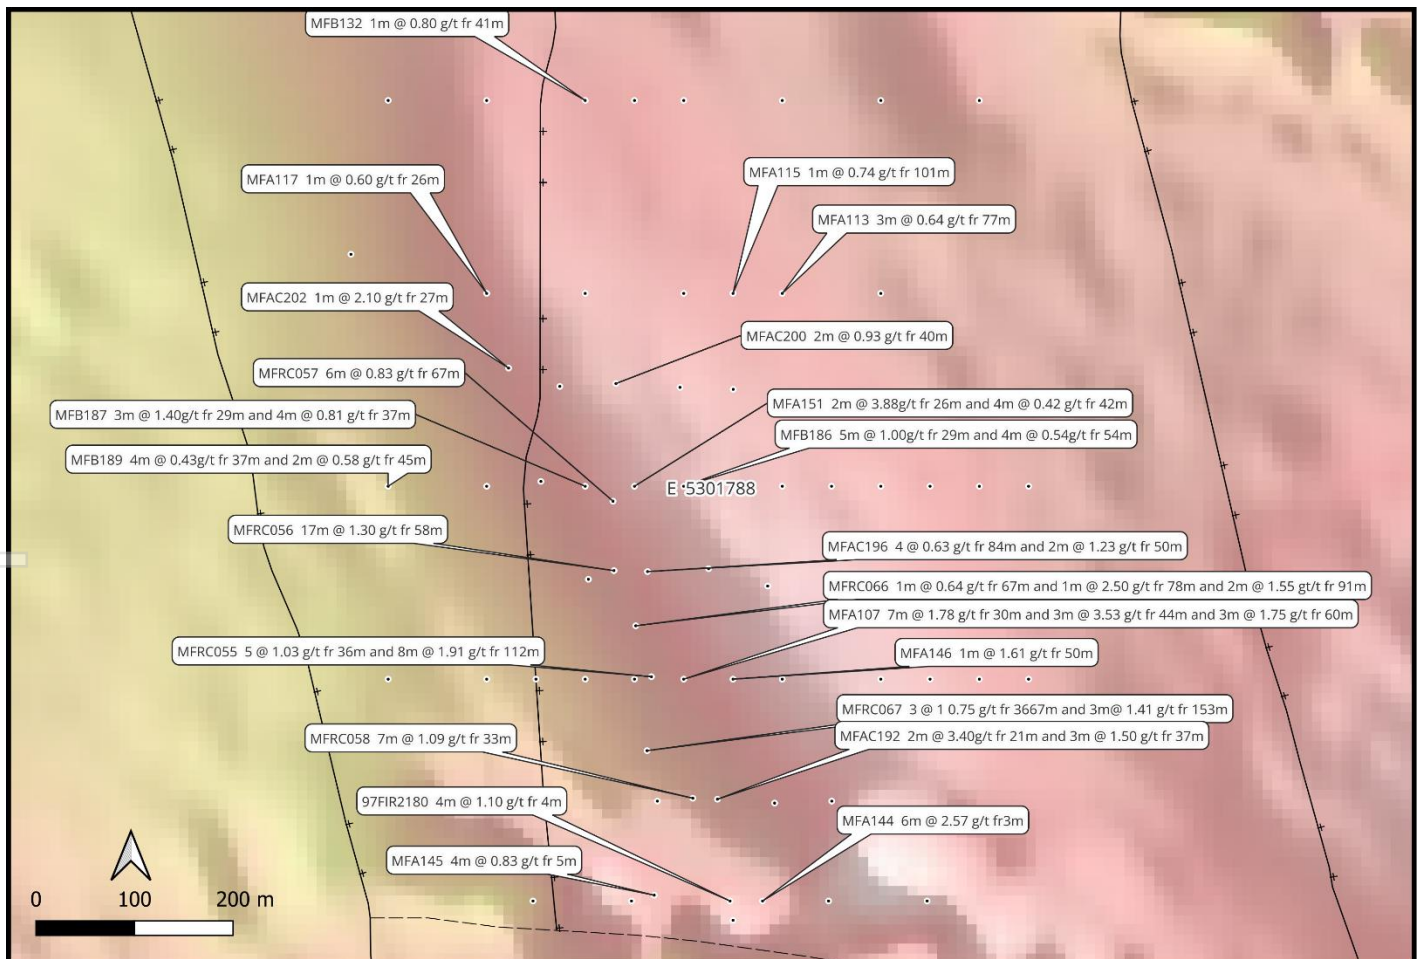 MFB132 1m @ 0.80 g/t fr 41m
MFA117 1m @ 0.60 g/t fr 26m
MFA115 1m @ 0.74 g/t fr 101m
MFA113 3m @ 0.64 g/t fr 77m
MFAC202 1m @ 2.10 g/t fr 27m
MFAC200 2m @ 0.93 g/t fr 40m
MFRC057 6m @ 0.83 g/t fr 67m
MFB187 3m @ 1.40g/t fr 29m and 4m @ 0.81 g/t fr 37m
MFA151 2m @ 3.88g/t fr 26m and 4m @ 0.42 g/t fr 42m
MFB186 5m @ 1.00g/t fr 29m and 4m @ 0.54g/t fr 54m
MFB189 4m @ 0.43g/t fr 37m and 2m @ 0.58 g/t fr 45m
E 5301788
MFRC056 17m @ 1.30 g/t fr 58m
MFAC196 4 @ 0.63 g/t fr 84m and 2m @ 1.23 g/t fr 50m
MFRC066 1m @ 0.64 g/t fr 67m and 1m @ 2.50 g/t fr 78m and 2m @ 1.55 gt/t fr 91m
MFA107 7m @ 1.78 g/t fr 30m and 3m @ 3.53 g/t fr 44m and 3m @ 1.75 g/t fr 60m
MFRC055 5 @ 1.03 g/t fr 36m and 8m @ 1.91 g/t fr 112m
MFA146 1m @ 1.61 g/t fr 50m
MFRC067 3 @ 1 0.75 g/t fr 3667m and 3m@ 1.41 g/t fr 153m
MFRC058 7m @ 1.09 g/t fr 33m
MFAC192 2m @ 3.40g/t fr 21m and 3m @ 1.50 g/t fr 37m
97FIR2180 4m @ 1.10 g/t fr 4m
MFA144 6m @ 2.57 g/t fr3m
MFA145 4m @ 0.83 g/t fr 5m
0 100 200 m